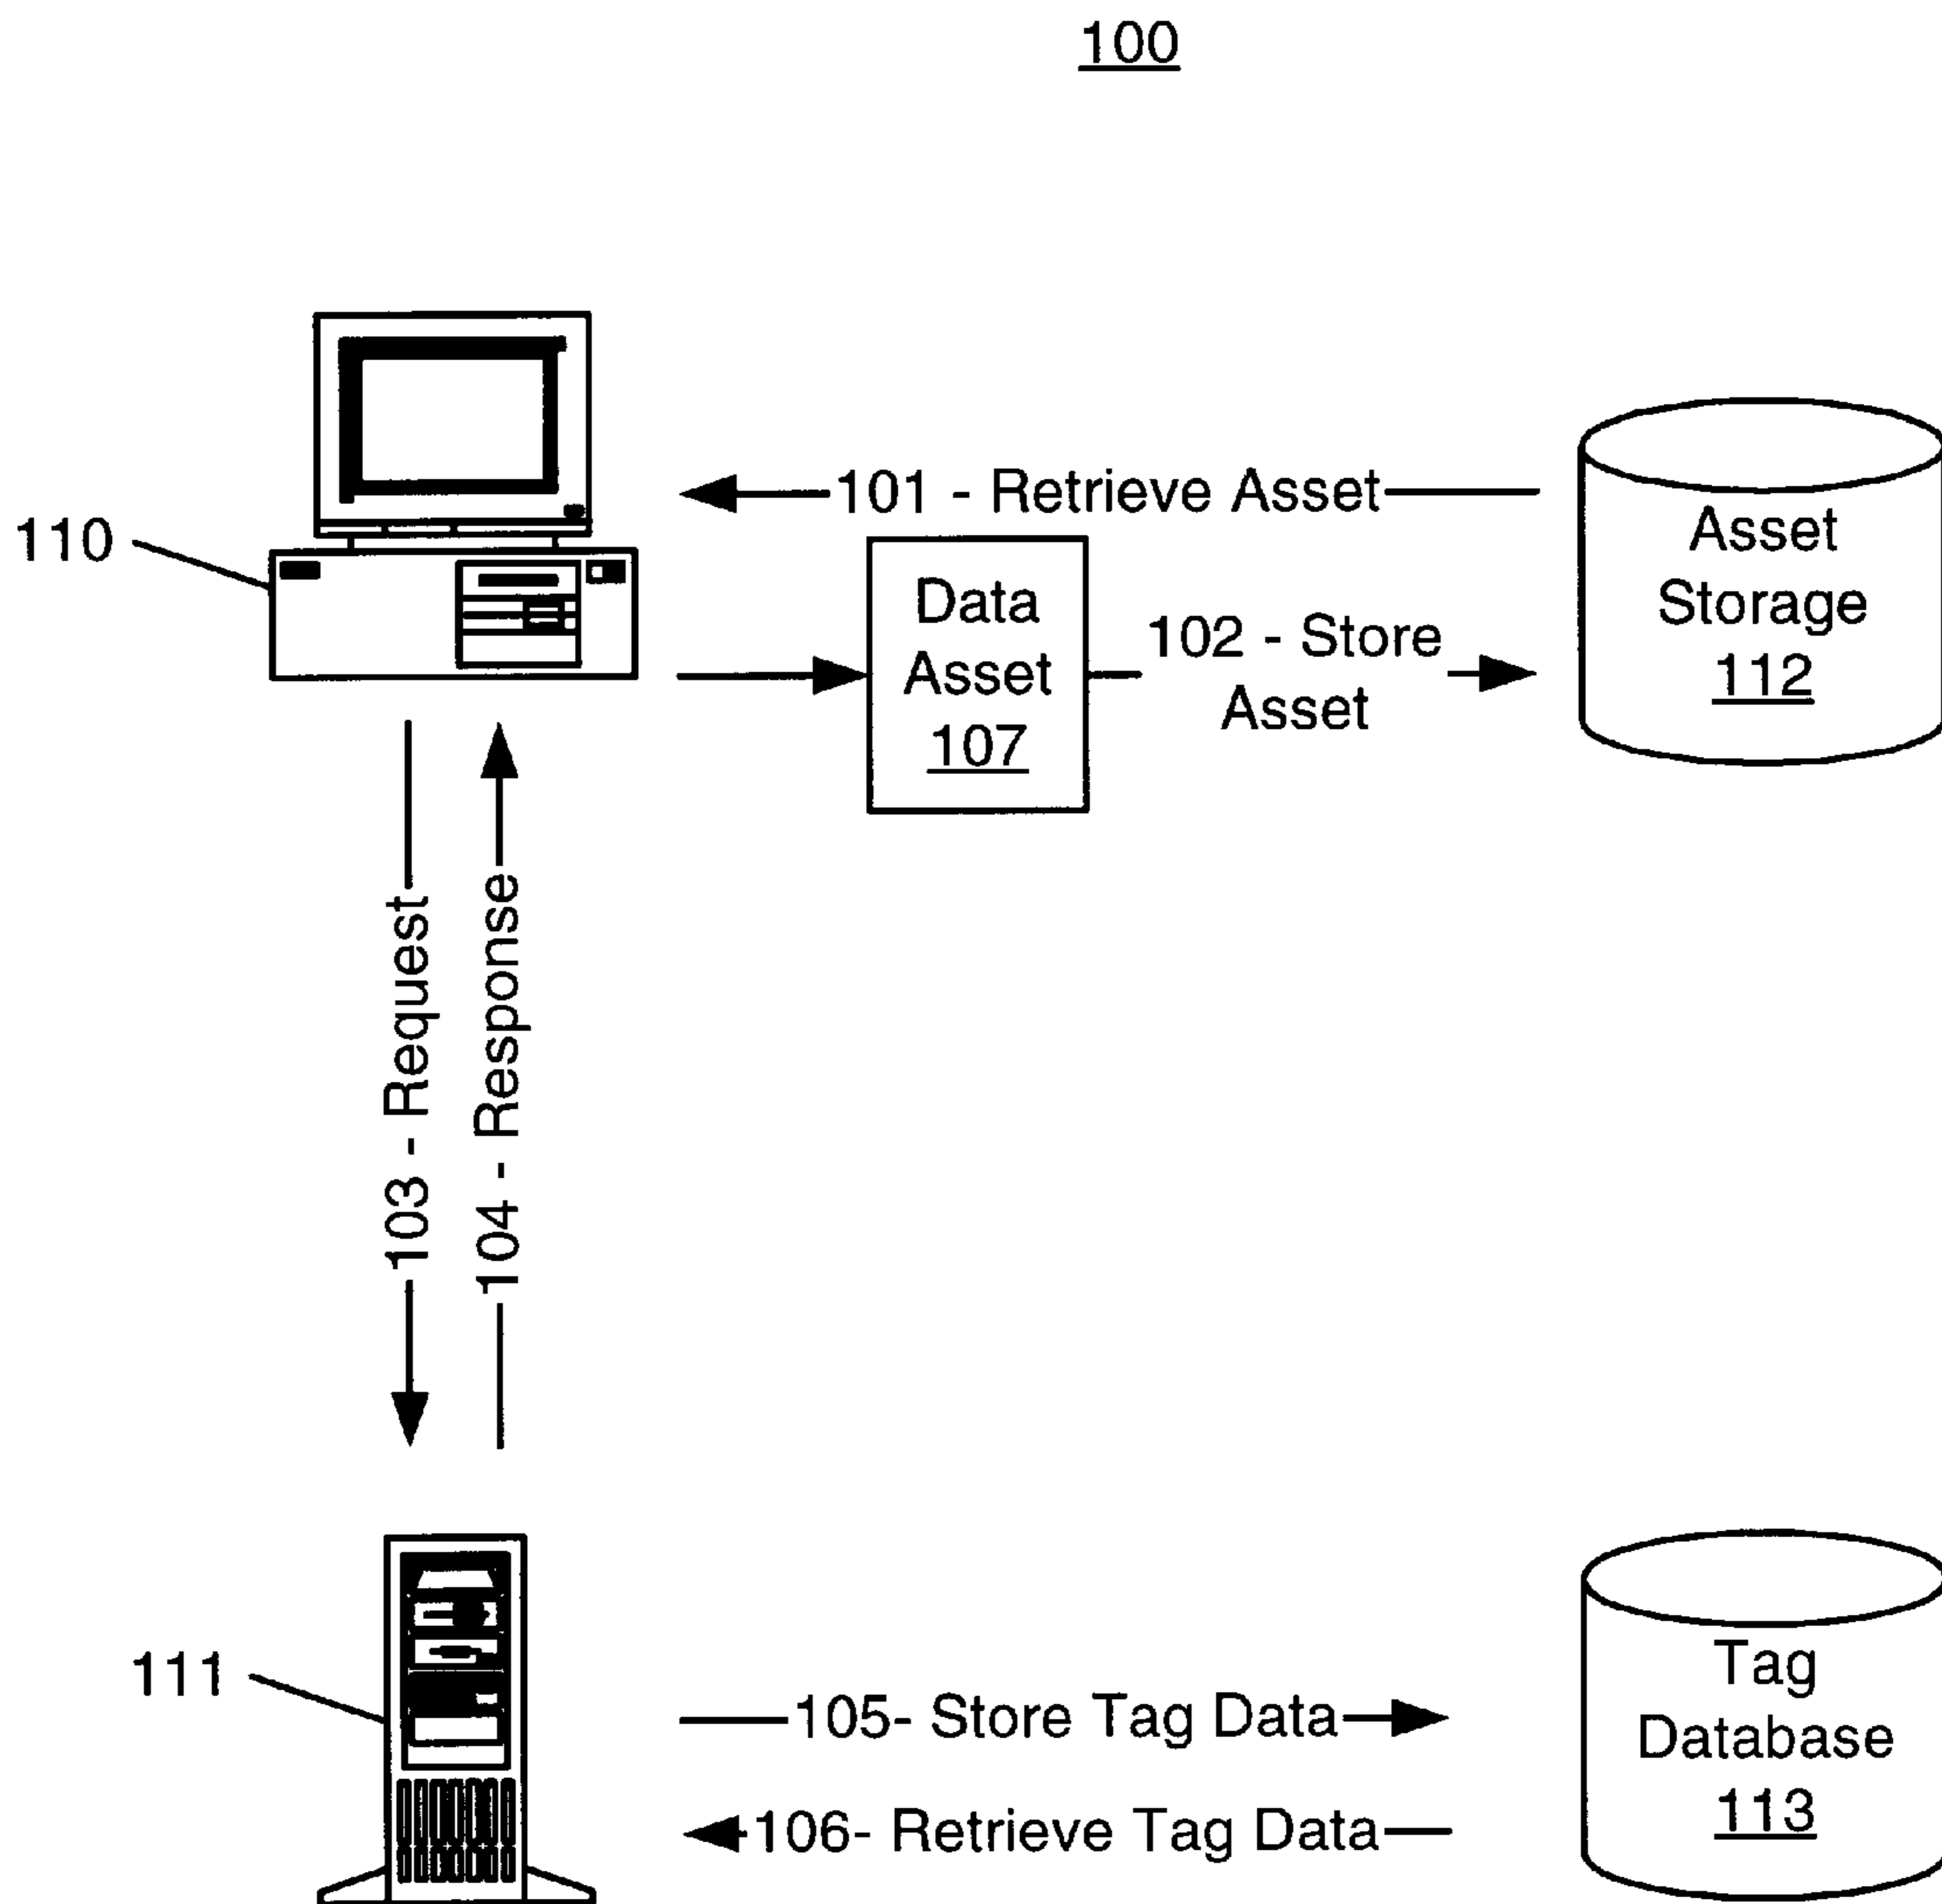 100
101 - Retrieve Asset
110
Asset
Storage
112
Data
Asset
107
102 - Store
Asset
103 - Request
104 - Response
111
105- Store Tag Data
106- Retrieve Tag Data
Tag
Database
113